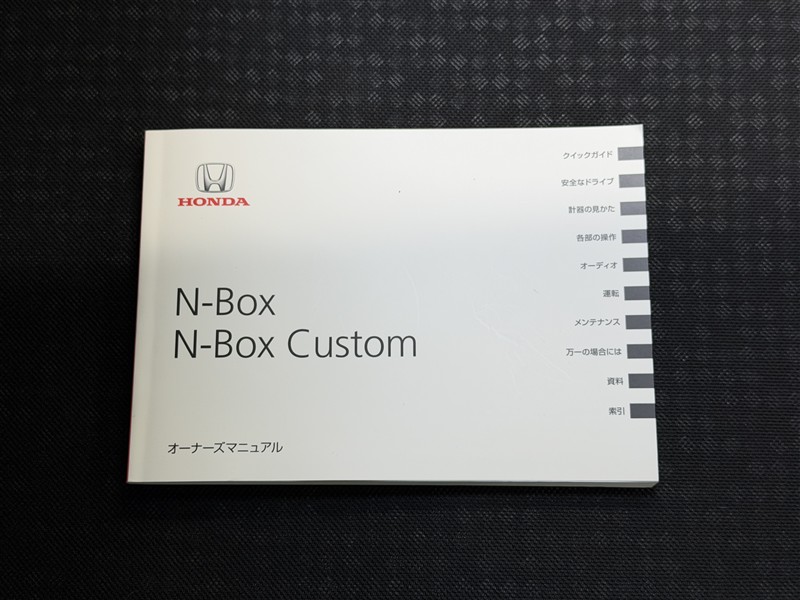 HONDA
N-Box
N-Box Custom
オーナーズマニュアル
クイックガイド
安全なドライブ
計器の見かた
各部の操作
オーディオ
運転
メンテナンス
万一の場合には
資料
索引